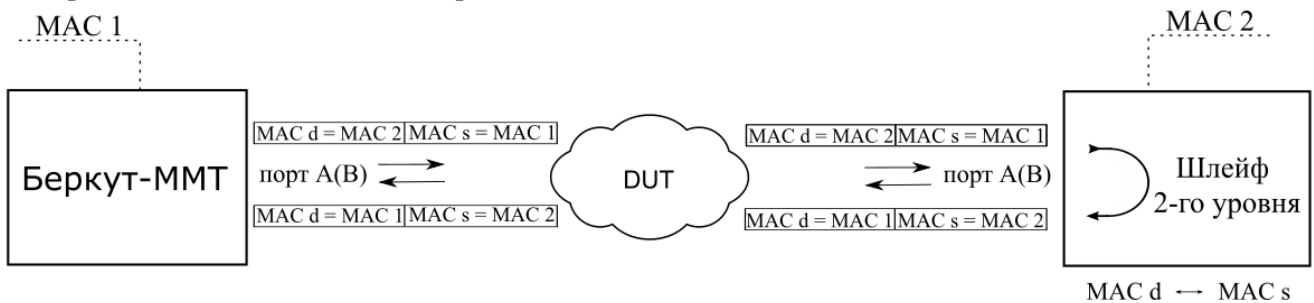 MAC 1
MAC 2
MAC d = MAC 2 MAC s = MAC 1
MAC d = MAC 2 MAC s = MAC 1
Беркут-ММТ
порт A(B)
DUT
порт A(B)
Шлейф
2-го уровня
MAC d = MAC 1 MAC s = MAC 2
MAC d = MAC 1 MAC s = MAC 2
MAC d ↔ MAC s